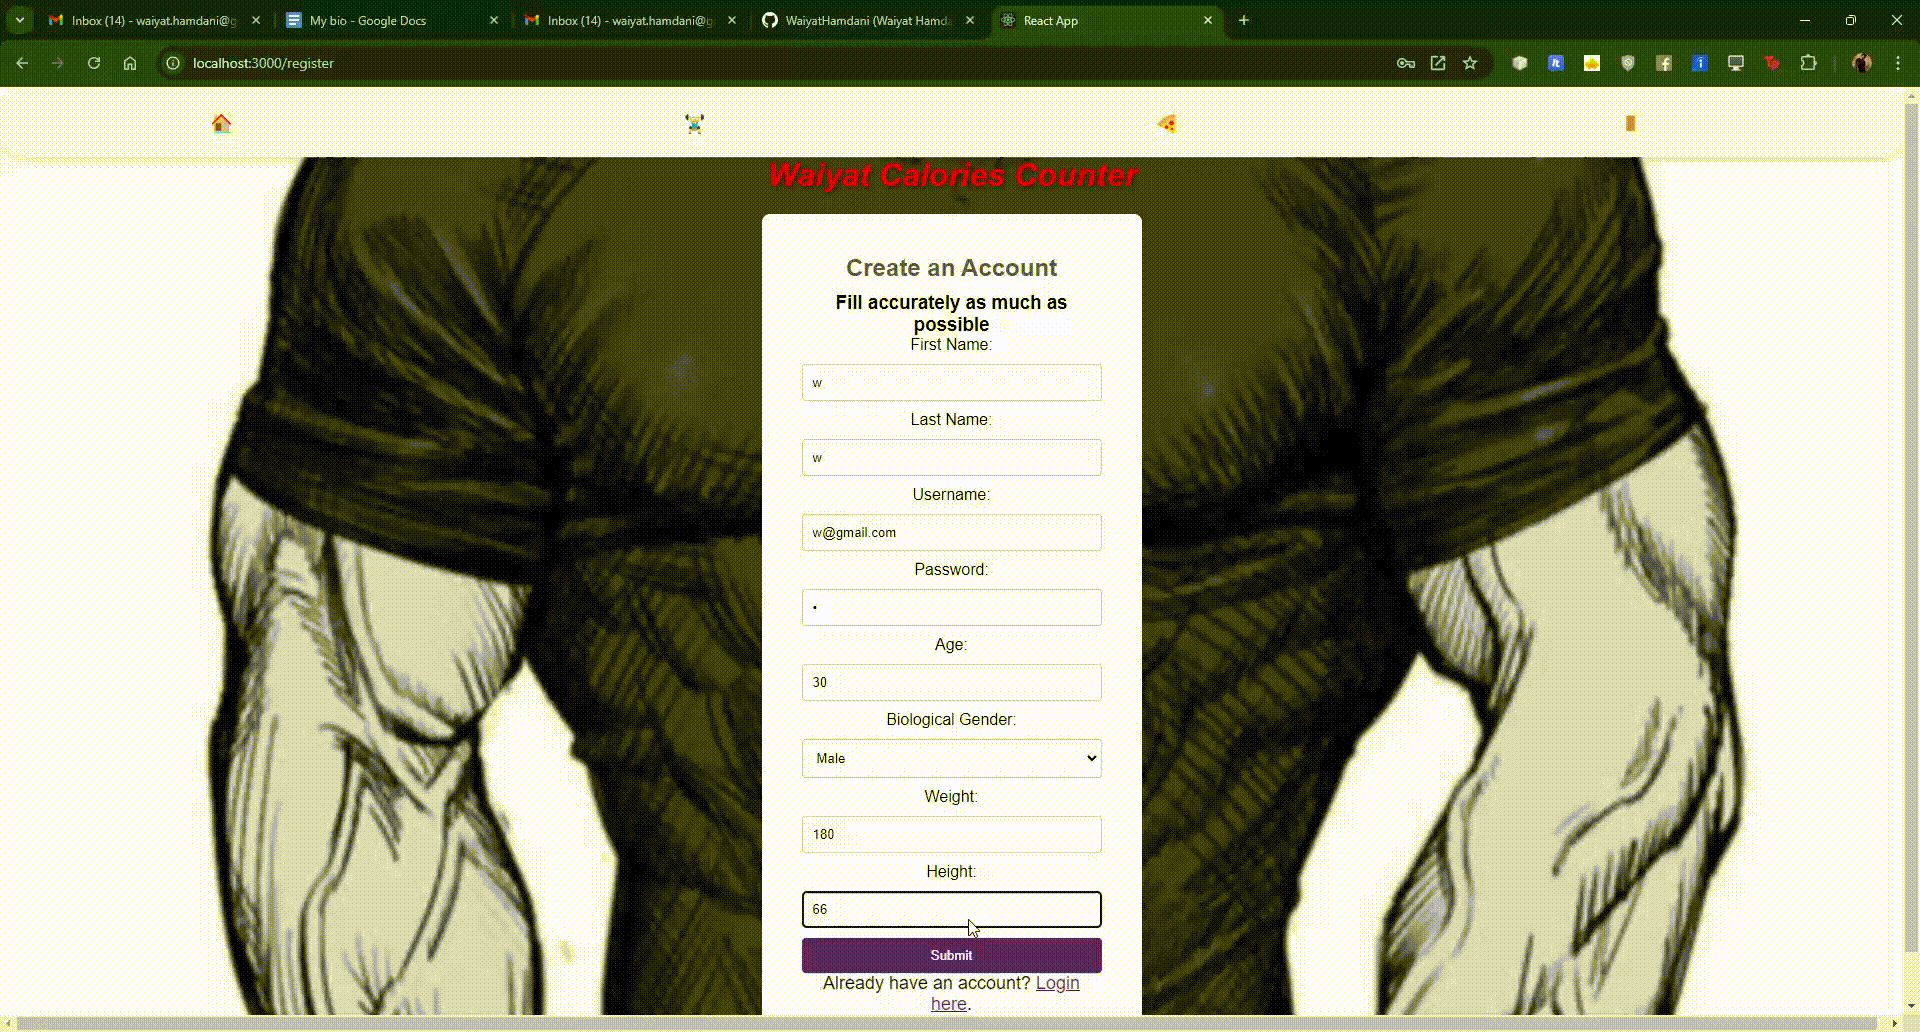 Inbox (14) - waiyat.hamdani@g
My bio - Google Docs
Inbox (14) - waiyat.hamdani@g
WaiyatHamdani (Waiyat Hamda
React App
localhost:3000/register
Waiyat Calories Counter
Create an Account
Fill accurately as much as
possible
First Name:
w
Last Name:
w
Username:
w@gmail.com
Password:
•
Age:
30
Biological Gender:
Male
Weight:
180
Height:
66
Submit
Already have an account? Login
here.